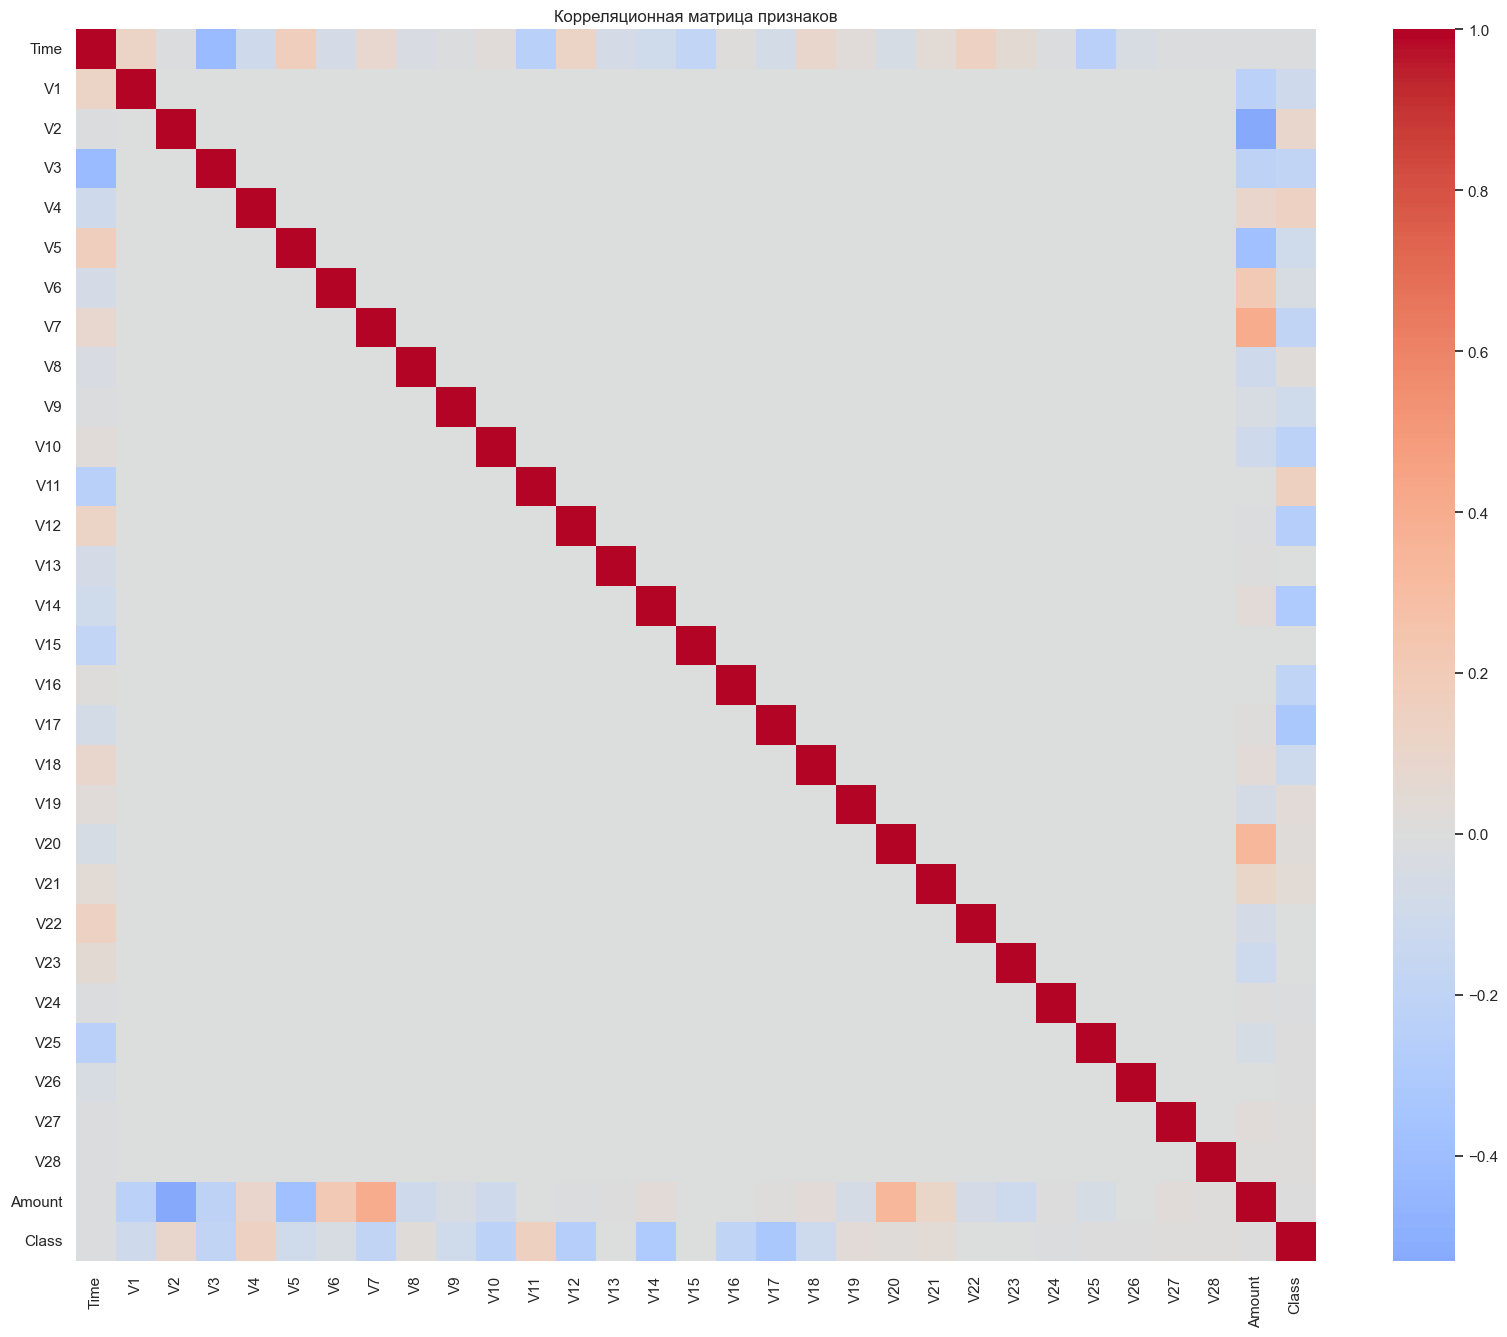 Корреляционная матрица признаков
Time
V1
V2
V3
V4
V5
V6
V7
V8
V9
V10
V11
V12
V13
V14
V15
V16
V17
V18
V19
V20
V21
V22
V23
V24
V25
V26
V27
V28
Amount
Class
Time V1 V2 V3 V4 V5 V6 V7 V8 V9 V10 V11 V12 V13 V14 V15 V16 V17 V18 V19 V20 V21 V22 V23 V24 V25 V26 V27 V28 Amount Class
1.0
0.8
0.6
0.4
0.2
0.0
−0.2
−0.4